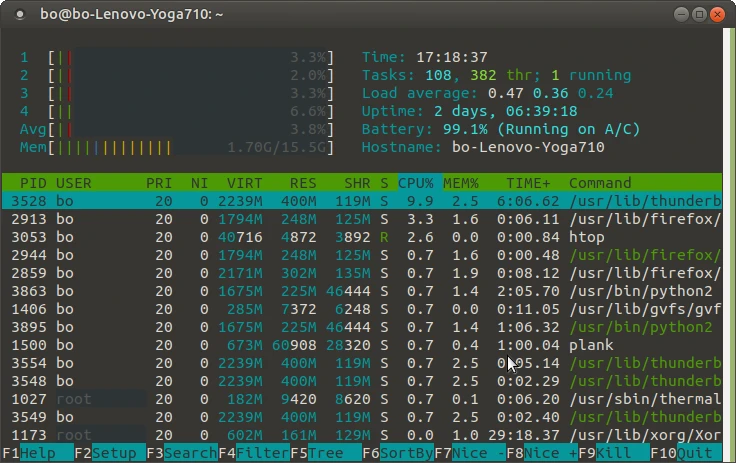 bo@bo-Lenovo-Yoga710: ~
1 [|| 3.3%] Time: 17:18:37
2 [|| 2.0%] Tasks: 108, 382 thr; 1 running
3 [|| 3.3%] Load average: 0.47 0.36 0.24
4 [|| 6.6%] Uptime: 2 days, 06:39:18
Avg[|| 3.8%] Battery: 99.1% (Running on A/C)
Mem[|||||||||||||| 1.70G/15.5G] Hostname: bo-Lenovo-Yoga710
PID USER PRI NI VIRT RES SHR S CPU% MEM% TIME+ Command
3528 bo 20 0 2239M 400M 119M S 9.9 2.5 6:06.62 /usr/lib/thunderb
2913 bo 20 0 1794M 248M 125M S 3.3 1.6 0:06.11 /usr/lib/firefox/
3053 bo 20 0 40716 4872 3892 R 2.6 0.0 0:00.84 htop
2944 bo 20 0 1794M 248M 125M S 0.7 1.6 0:00.48 /usr/lib/firefox/
2859 bo 20 0 2171M 302M 135M S 0.7 1.9 0:08.12 /usr/lib/firefox/
3863 bo 20 0 1675M 225M 46444 S 0.7 1.4 2:05.70 /usr/bin/python2
1406 bo 20 0 285M 7372 6248 S 0.7 0.0 0:11.05 /usr/lib/gvfs/gvf
3895 bo 20 0 1675M 225M 46444 S 0.7 1.4 1:06.32 /usr/bin/python2
1500 bo 20 0 673M 60908 28320 S 0.7 0.4 1:00.04 plank
3554 bo 20 0 2239M 400M 119M S 0.7 2.5 0:05.14 /usr/lib/thunderb
3548 bo 20 0 2239M 400M 119M S 0.7 2.5 0:02.29 /usr/lib/thunderb
1027 root 20 0 182M 9420 8620 S 0.7 0.1 0:06.20 /usr/sbin/thermal
3549 bo 20 0 2239M 400M 119M S 0.7 2.5 0:02.40 /usr/lib/thunderb
1173 root 20 0 602M 161M 129M S 0.0 1.0 29:18.37 /usr/lib/xorg/Xor
F1Help F2Setup F3SearchF4FilterF5Tree F6SortByF7Nice -F8Nice +F9Kill F10Quit